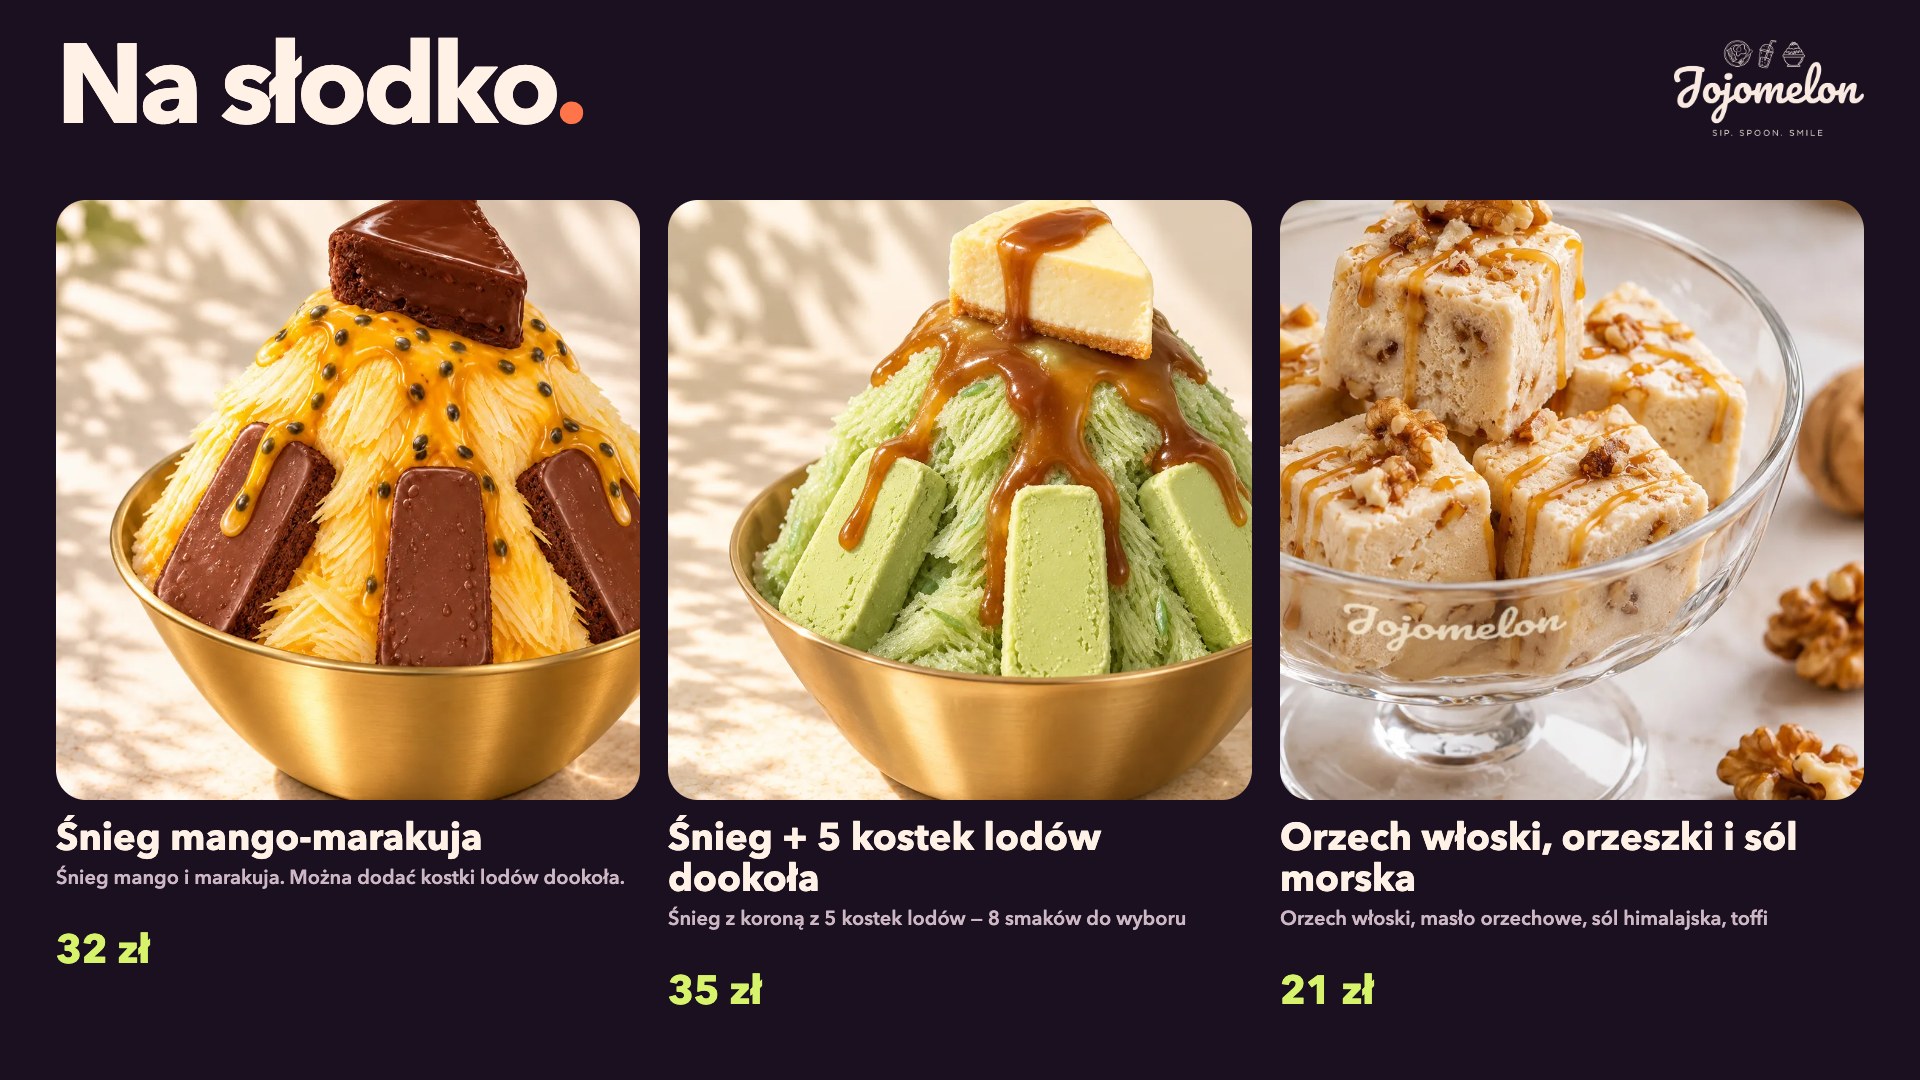 Na słodko.
Jojomelon
SIP. SPOON. SMILE
Śnieg mango-marakuja
Śnieg mango i marakuja. Można dodać kostki lodów dookoła.
32 zł
Śnieg + 5 kostek lodów
dookoła
Śnieg z koroną z 5 kostek lodów – 8 smaków do wyboru
35 zł
Jojomelon
Orzech włoski, orzeszki i sól
morska
Orzech włoski, masło orzechowe, sól himalajska, toffi
21 zł